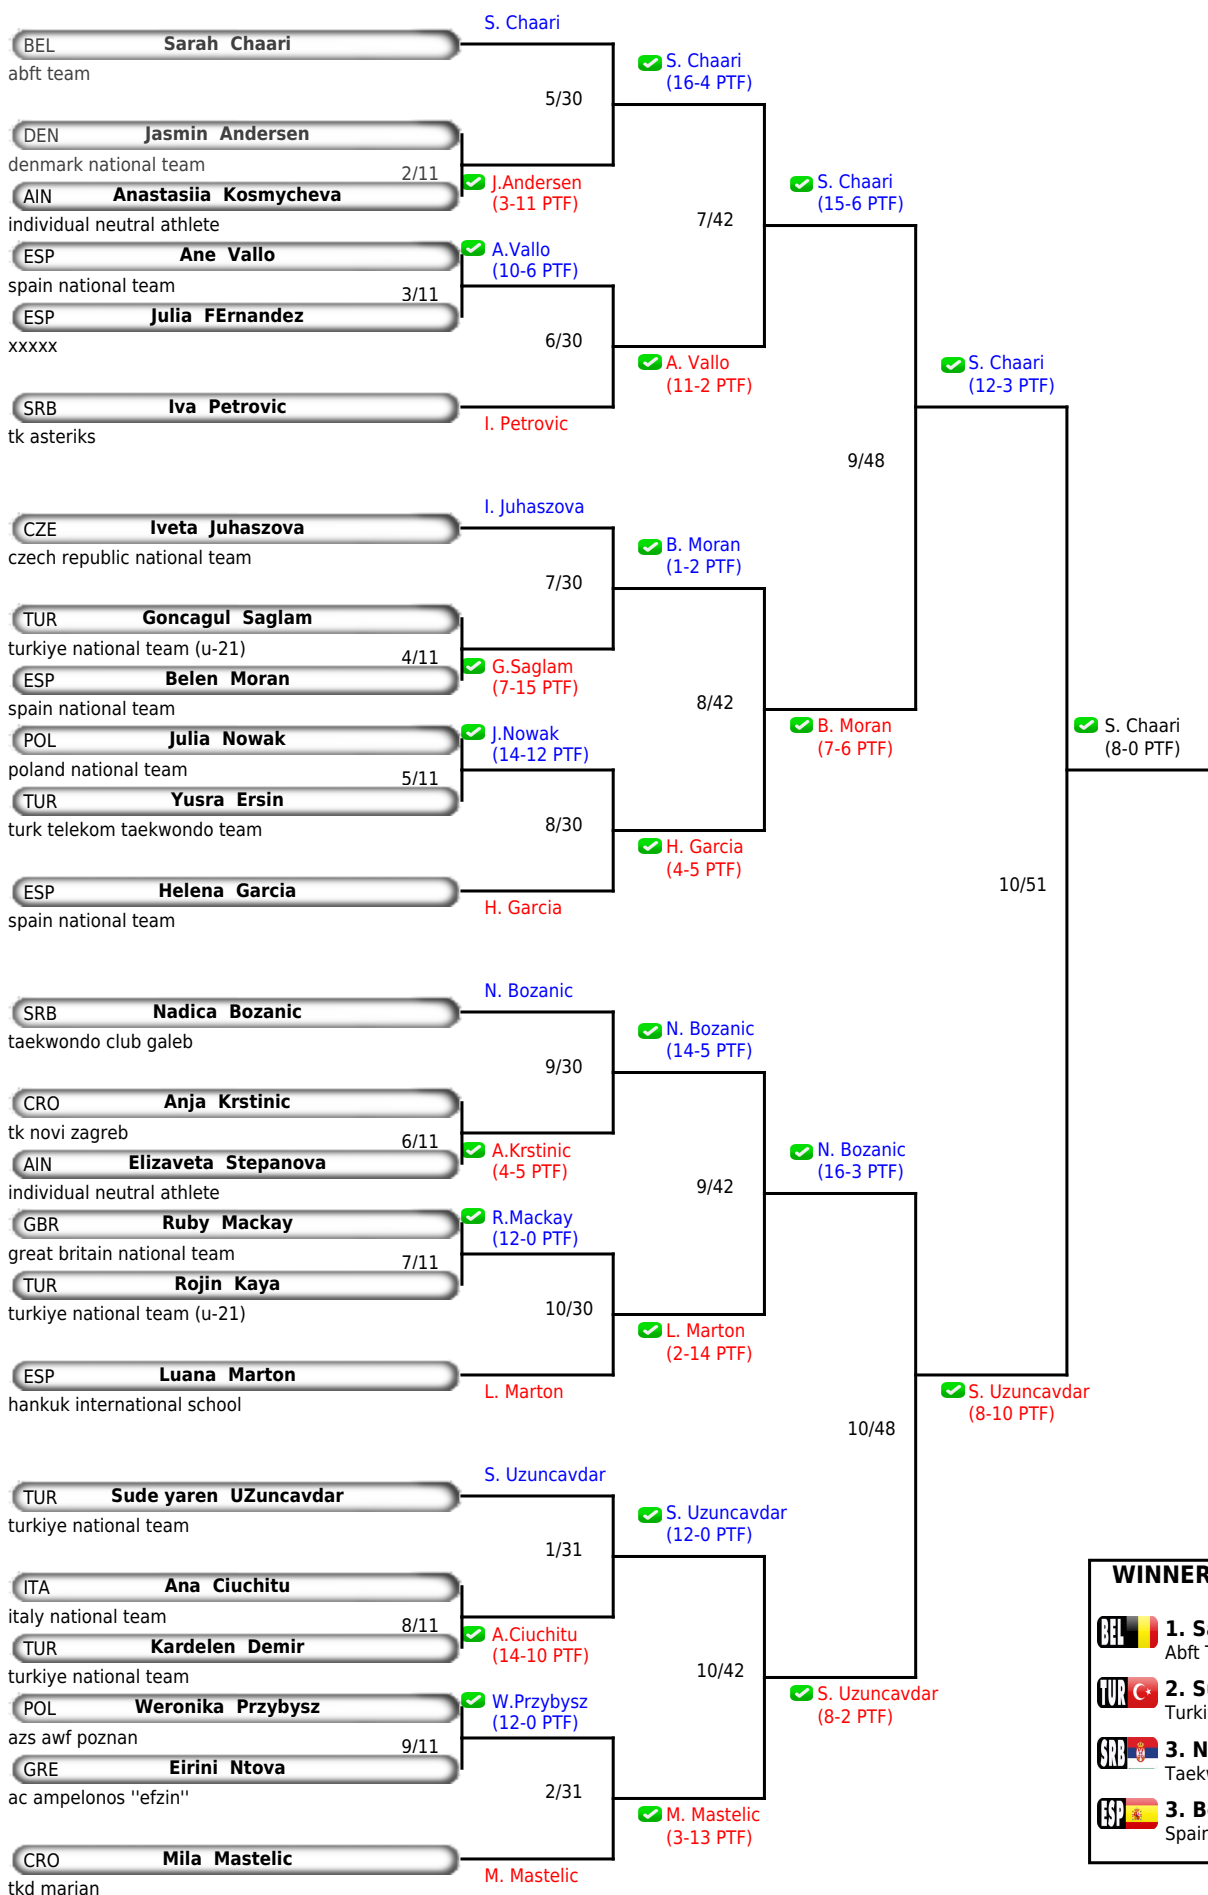 S. Chaari
BEL Sarah Chaari
abft team
S. Chaari
(16-4 PTF)
5/30
DEN Jasmin Andersen
denmark national team
2/11
J.Andersen
(3-11 PTF)
AIN Anastasiia Kosmycheva
individual neutral athlete
S. Chaari
(15-6 PTF)
7/42
ESP Ane Vallo
spain national team
A.Vallo
(10-6 PTF)
3/11
ESP Julia FErnandez
xxxxx
6/30
A. Vallo
(11-2 PTF)
S. Chaari
(12-3 PTF)
SRB Iva Petrovic
tk asteriks
I. Petrovic
9/48
I. Juhaszova
CZE Iveta Juhaszova
czech republic national team
B. Moran
(1-2 PTF)
7/30
TUR Goncagul Saglam
turkiye national team (u-21)
4/11
G.Saglam
(7-15 PTF)
ESP Belen Moran
spain national team
8/42
POL Julia Nowak
poland national team
J.Nowak
(14-12 PTF)
B. Moran
(7-6 PTF)
S. Chaari
(8-0 PTF)
5/11
TUR Yusra Ersin
turk telekom taekwondo team
8/30
H. Garcia
(4-5 PTF)
10/51
ESP Helena Garcia
spain national team
H. Garcia
N. Bozanic
SRB Nadica Bozanic
taekwondo club galeb
N. Bozanic
(14-5 PTF)
9/30
CRO Anja Krstinic
tk novi zagreb
6/11
A.Krstinic
(4-5 PTF)
AIN Elizaveta Stepanova
individual neutral athlete
N. Bozanic
(16-3 PTF)
9/42
GBR Ruby Mackay
great britain national team
R.Mackay
(12-0 PTF)
7/11
TUR Rojin Kaya
turkiye national team (u-21)
10/30
L. Marton
(2-14 PTF)
ESP Luana Marton
hankuk international school
L. Marton
S. Uzuncavdar
(8-10 PTF)
10/48
S. Uzuncavdar
TUR Sude yaren UZuncavdar
turkiye national team
S. Uzuncavdar
(12-0 PTF)
1/31
ITA Ana Ciuchitu
italy national team
8/11
A.Ciuchitu
(14-10 PTF)
TUR Kardelen Demir
turkiye national team
10/42
POL Weronika Przybysz
azs awf poznan
W.Przybysz
(12-0 PTF)
S. Uzuncavdar
(8-2 PTF)
9/11
GRE Eirini Ntova
ac ampelonos ''efzin''
2/31
M. Mastelic
(3-13 PTF)
CRO Mila Mastelic
tkd marian
M. Mastelic
WINNER
BEL 1. Sa
Abft T
TUR 2. Su
Turki
SRB 3. N
Taekw
ESP 3. Be
Spain